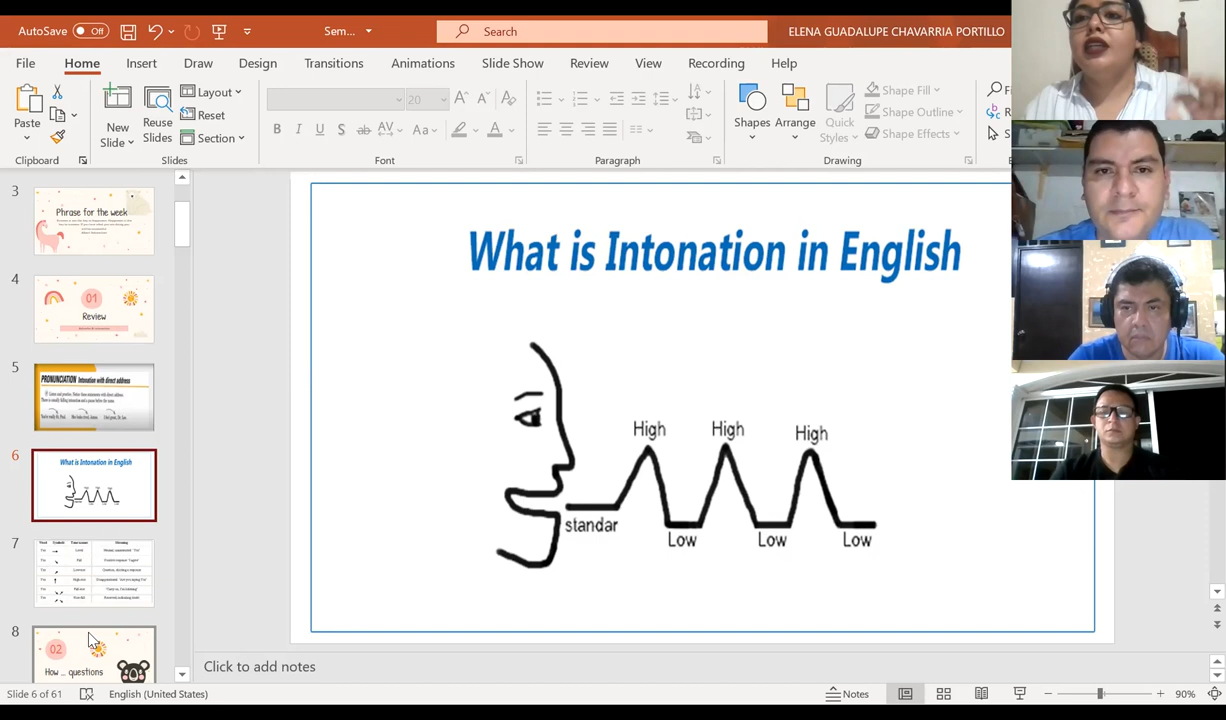 AutoSave Off Sem... Search ELENA GUADALUPE CHAVARRIA PORTILLO
File Home Insert Draw Design Transitions Animations Slide Show Review View Recording Help
Paste
Clipboard
New
Slide
Reuse
Slides
Layout
Reset
Section
Slides
20
Font
Paragraph
Shapes
Arrange
Quick
Styles
Shape Fill
Shape Outline
Shape Effects
Drawing
3
Phrase for the week
4
01
Review
5
PRONUNCIATION Intonation with direct address
6
What is Intonation in English
7
8
02
How ... questions
What is Intonation in English
High High High
standar
Low Low Low
Click to add notes
Slide 6 of 61 English (United States) Notes 90%